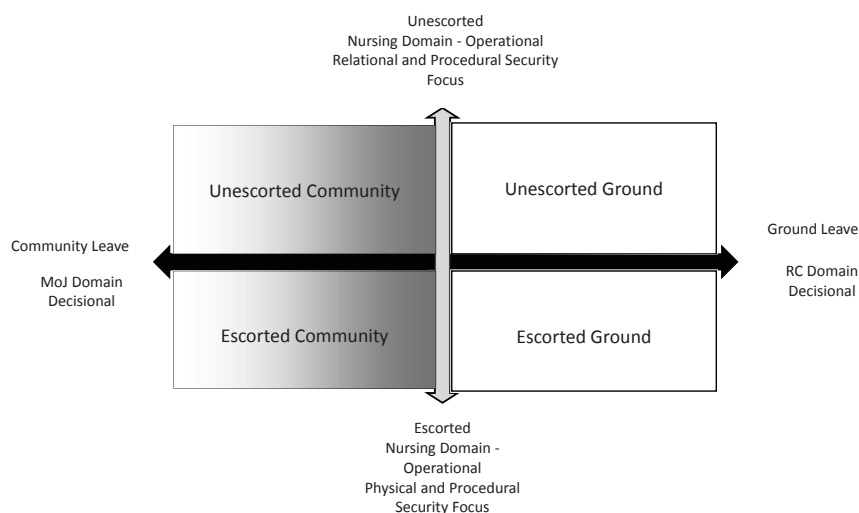 Unescorted
Nursing Domain - Operational
Relational and Procedural Security
Focus
Unescorted Community
Unescorted Ground
Community Leave
MoJ Domain
Decisional
Ground Leave
RC Domain
Decisional
Escorted Community
Escorted Ground
Escorted
Nursing Domain -
Operational
Physical and Procedural
Security Focus